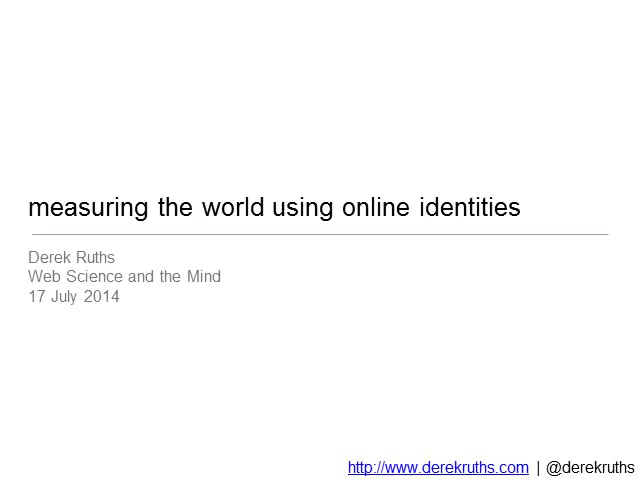 measuring the world using online identities
Derek Ruths
Web Science and the Mind
17 July 2014
http://www.derekruths.com | @derekruths